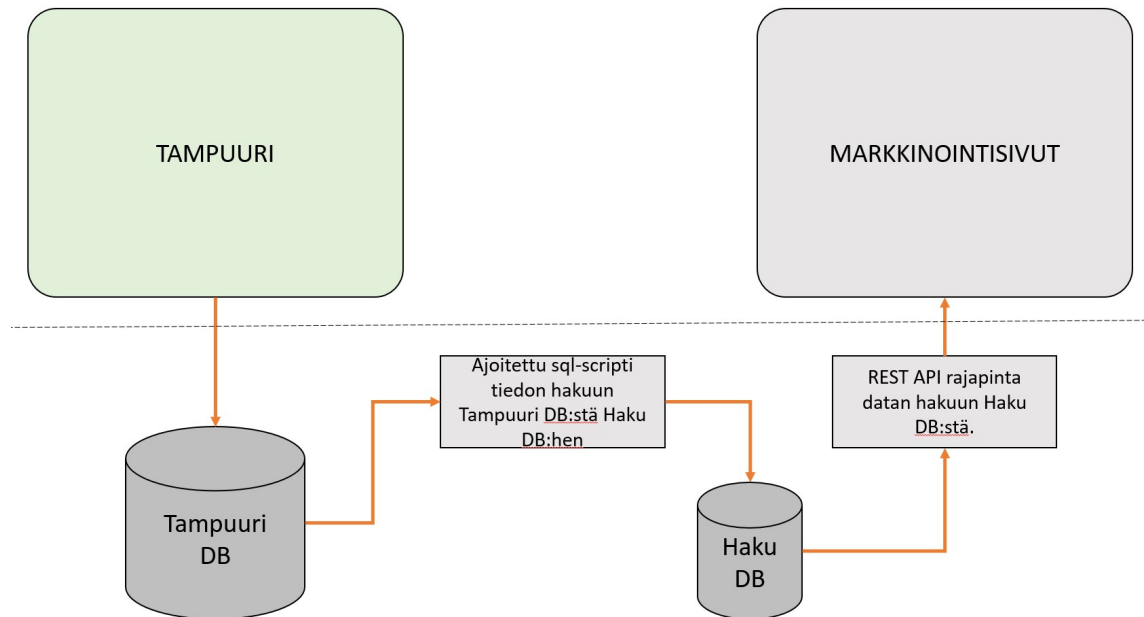 TAMPUURI
MARKKINOINTISIVUT
Ajoitettu sql-scripti
tiedon hakuun
Tampuuri DB:stä Haku
DB:hen
REST API rajapinta
datan hakuun Haku
DB:stä.
Tampuuri
DB
Haku
DB